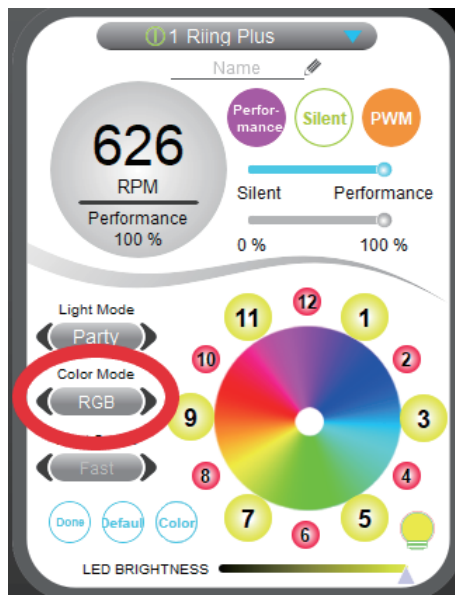 1 Riing Plus
Name
626
RPM
Performance
100 %
Perfor-
mance
Silent
PWM
Silent Performance
0 % 100 %
Light Mode
Party
Color Mode
RGB
Fast
12
11 1
10 2
9 3
8 4
7 5
6
Done Defaul Color
LED BRIGHTNESS